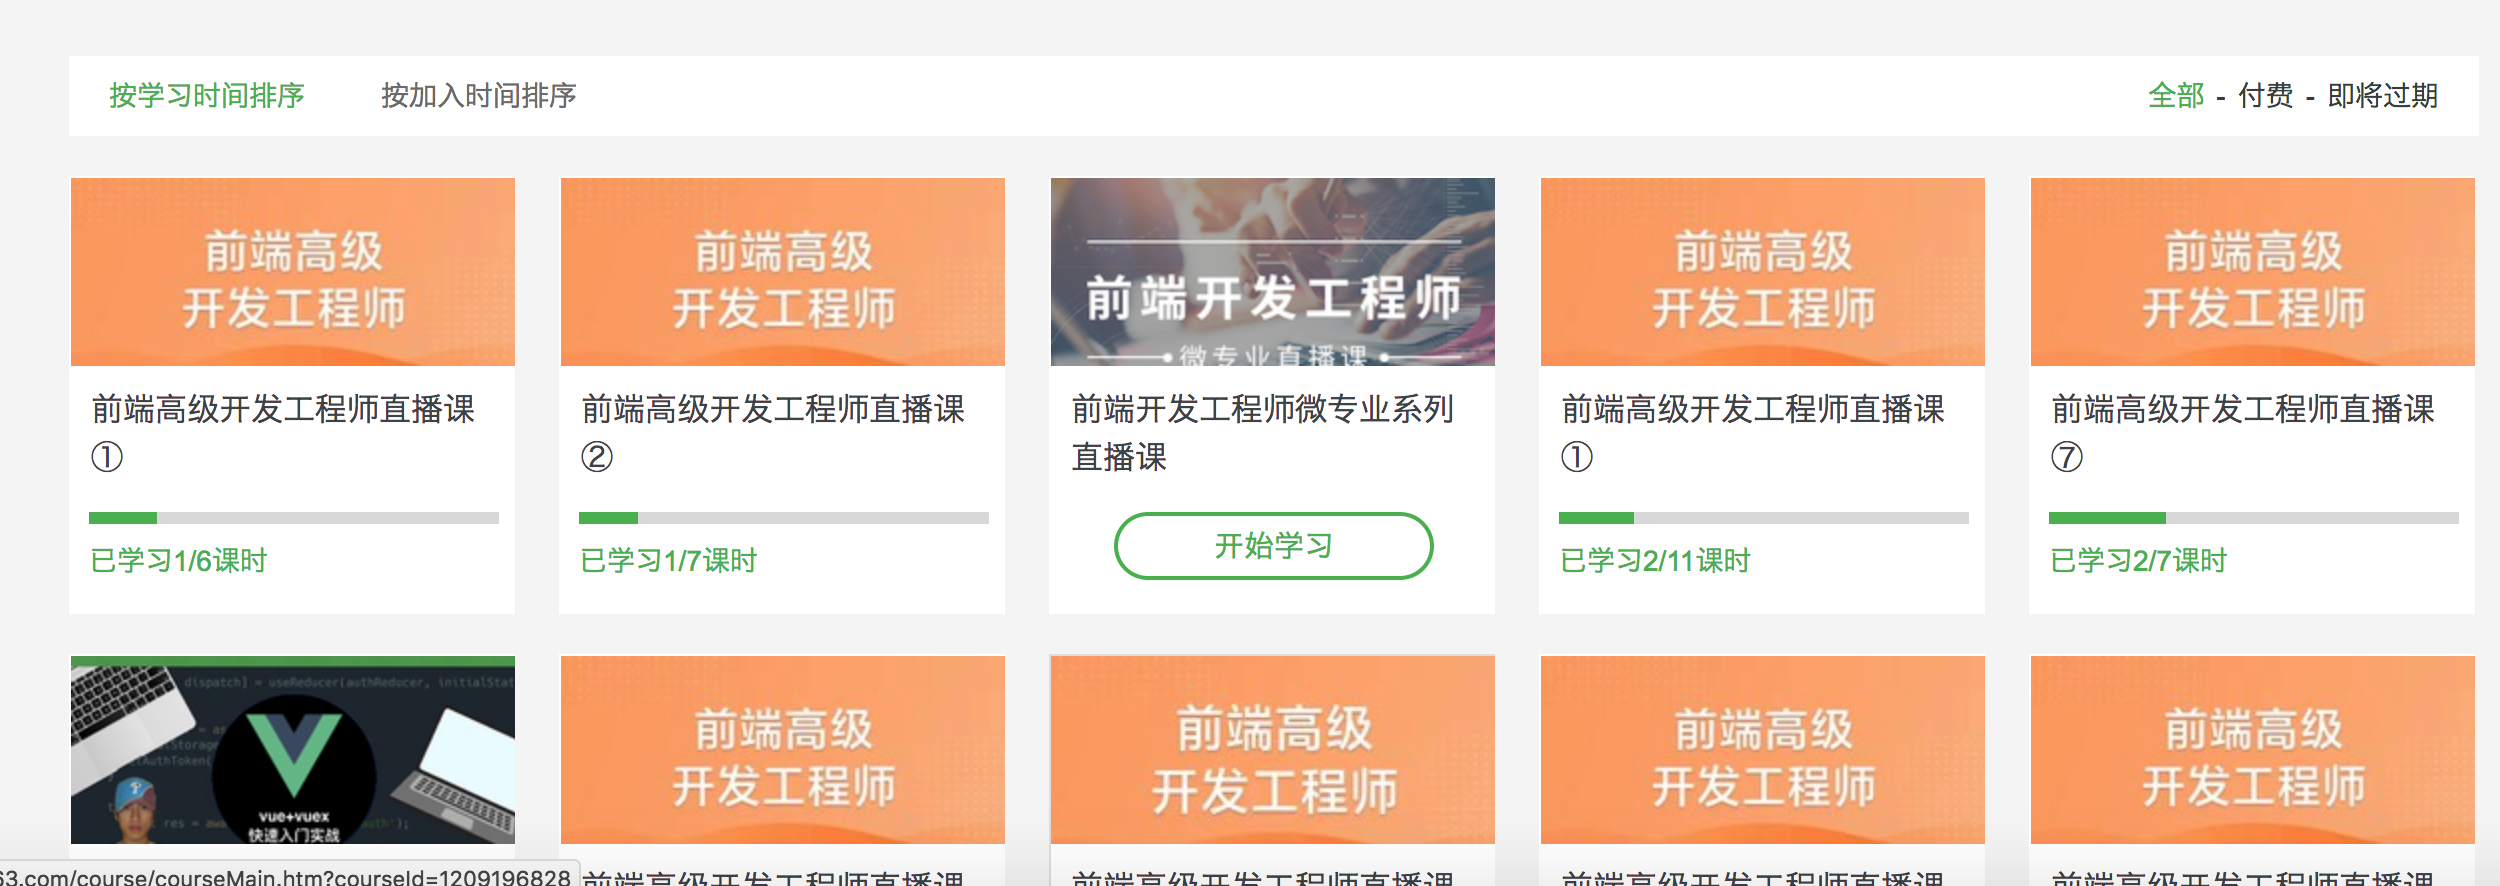 按学习时间排序 按加入时间排序 全部 - 付费 - 即将过期
前端高级
开发工程师
前端高级开发工程师直播课
①
已学习1/6课时
前端高级
开发工程师
前端高级开发工程师直播课
②
已学习1/7课时
前端开发工程师
微专业直播课
前端开发工程师微专业系列
直播课
开始学习
前端高级
开发工程师
前端高级开发工程师直播课
①
已学习2/11课时
前端高级
开发工程师
前端高级开发工程师直播课
⑦
已学习2/7课时
dispatch] = useReducer(authReducer, initialStat
vue+vuex
快速入门实战
前端高级
开发工程师
前端高级开发工程师直播课
前端高级
开发工程师
前端高级开发工程师直播课
前端高级
开发工程师
前端高级开发工程师直播课
前端高级
开发工程师
前端高级开发工程师直播课
63.com/course/courseMain.htm?courseId=1209196828